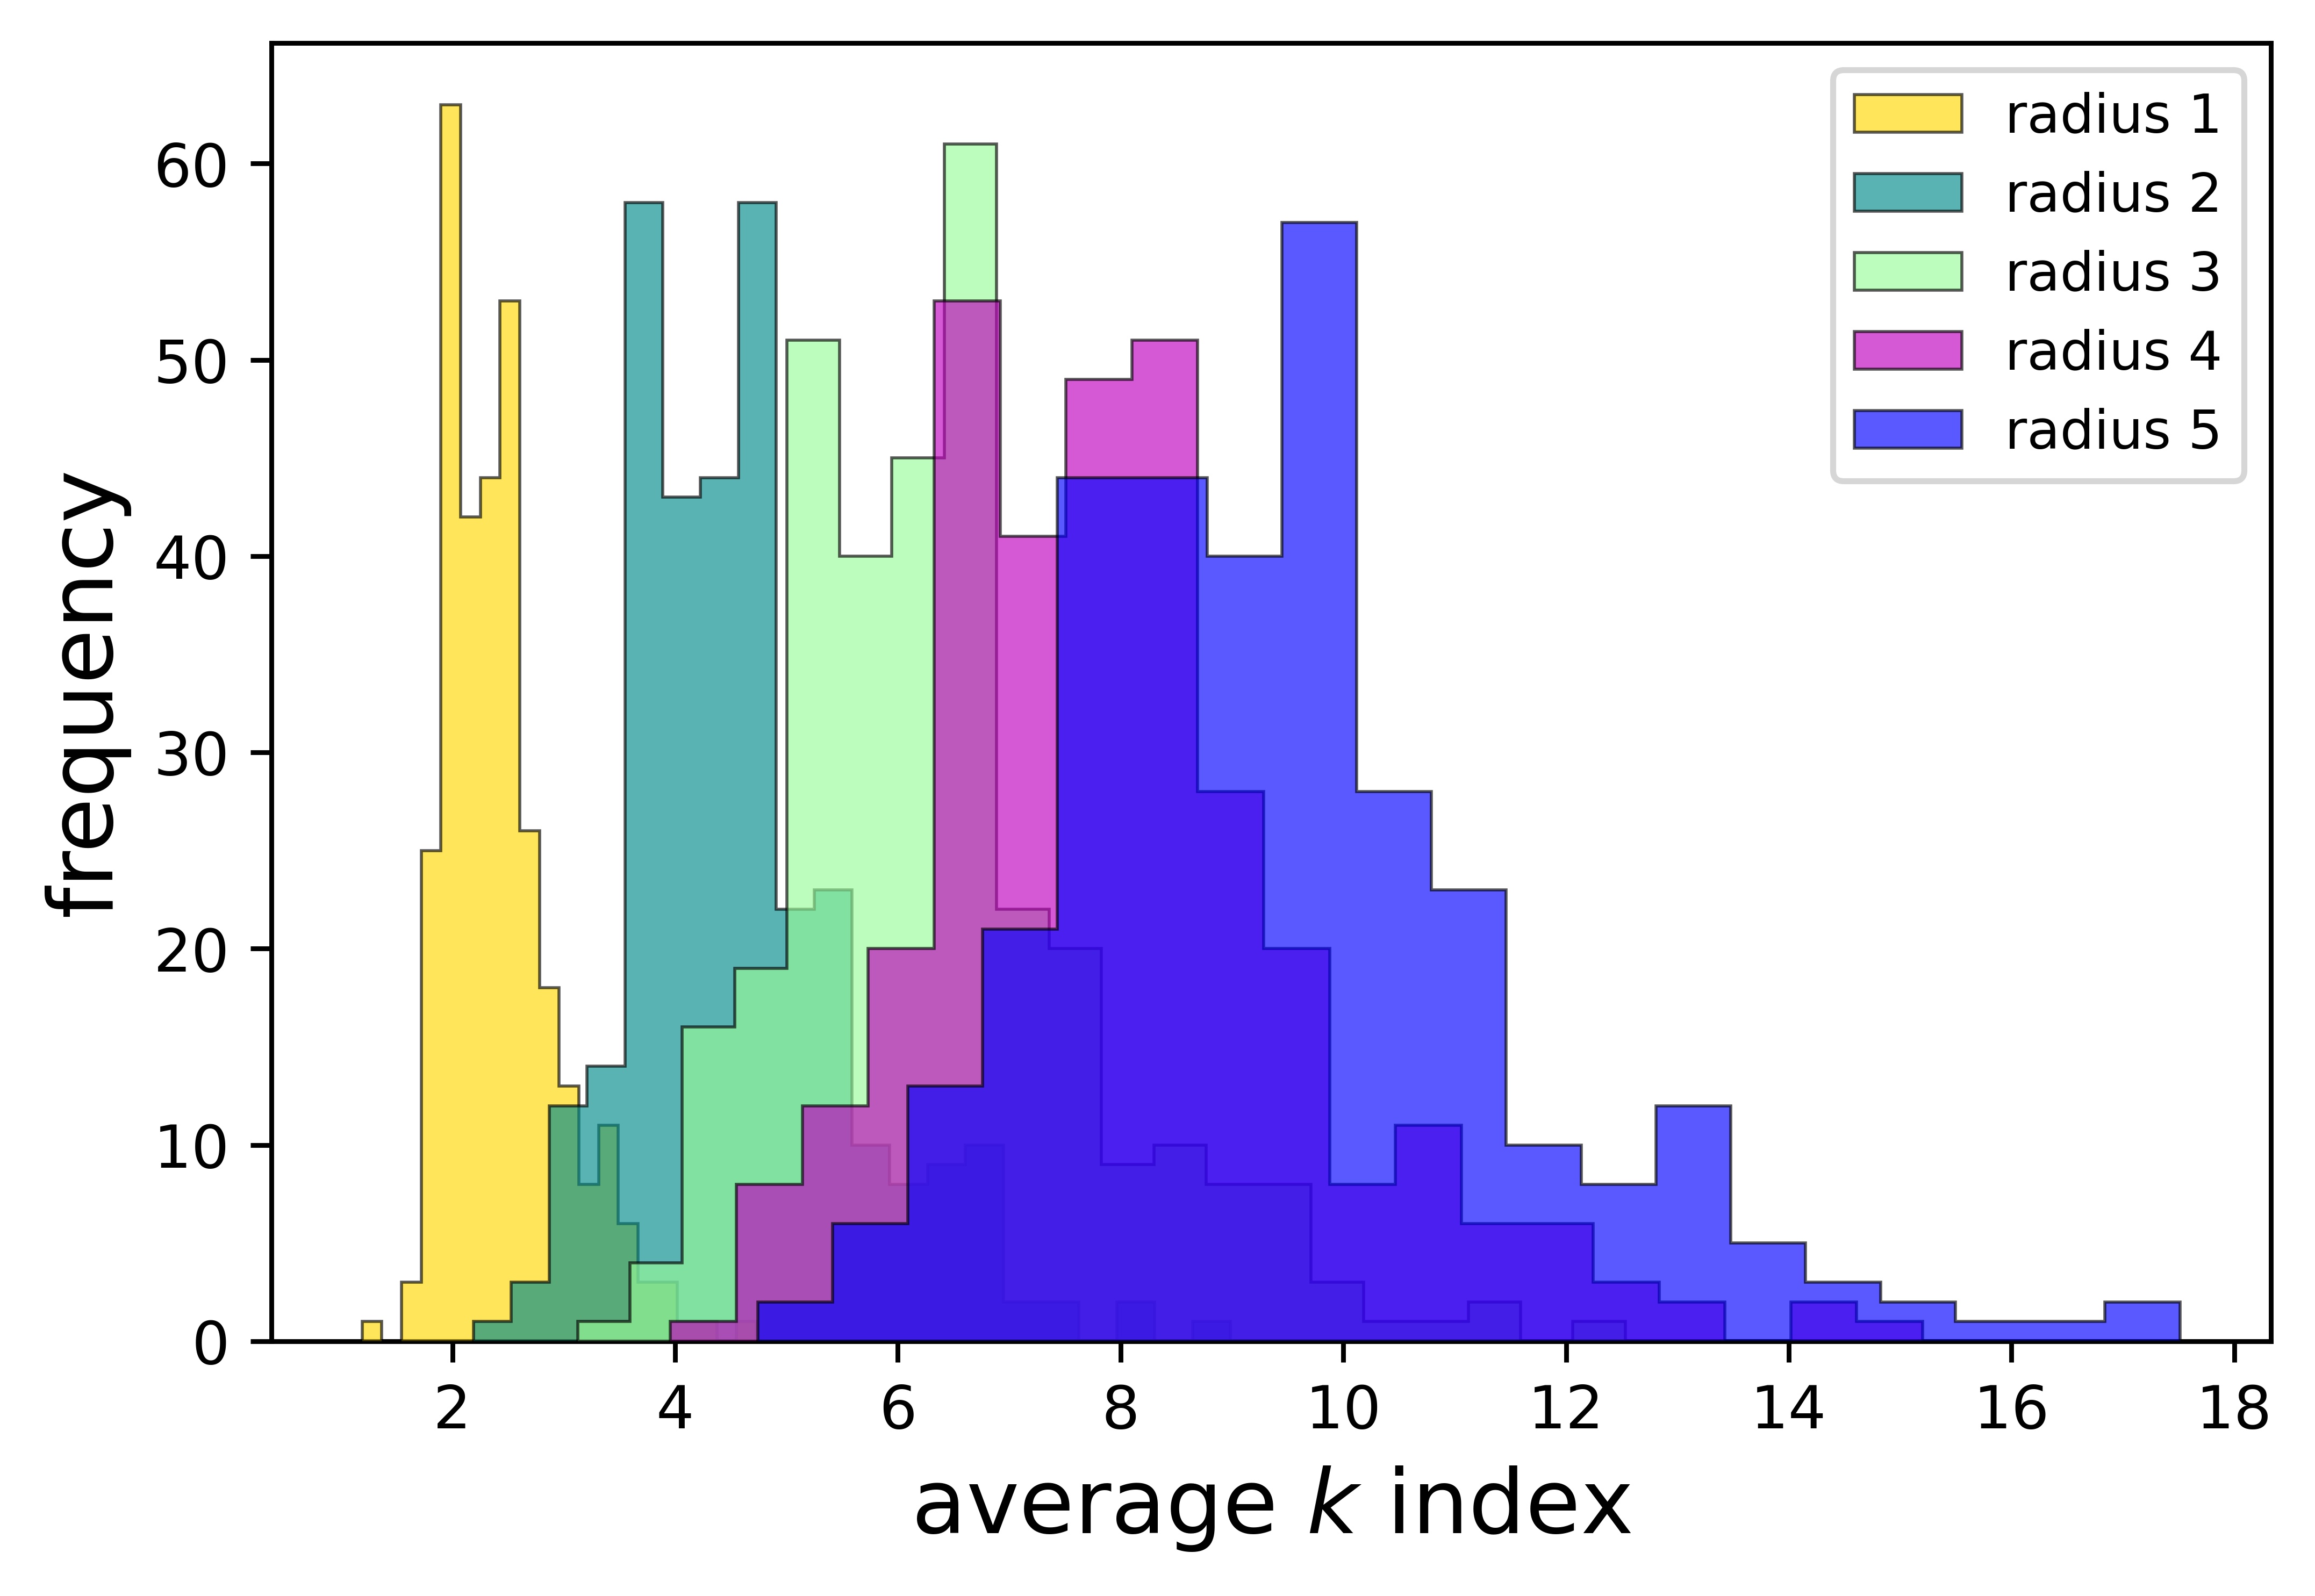 radius 1
radius 2
radius 3
radius 4
radius 5
60
50
40
30
20
10
0
frequency
2 4 6 8 10 12 14 16 18
average k index